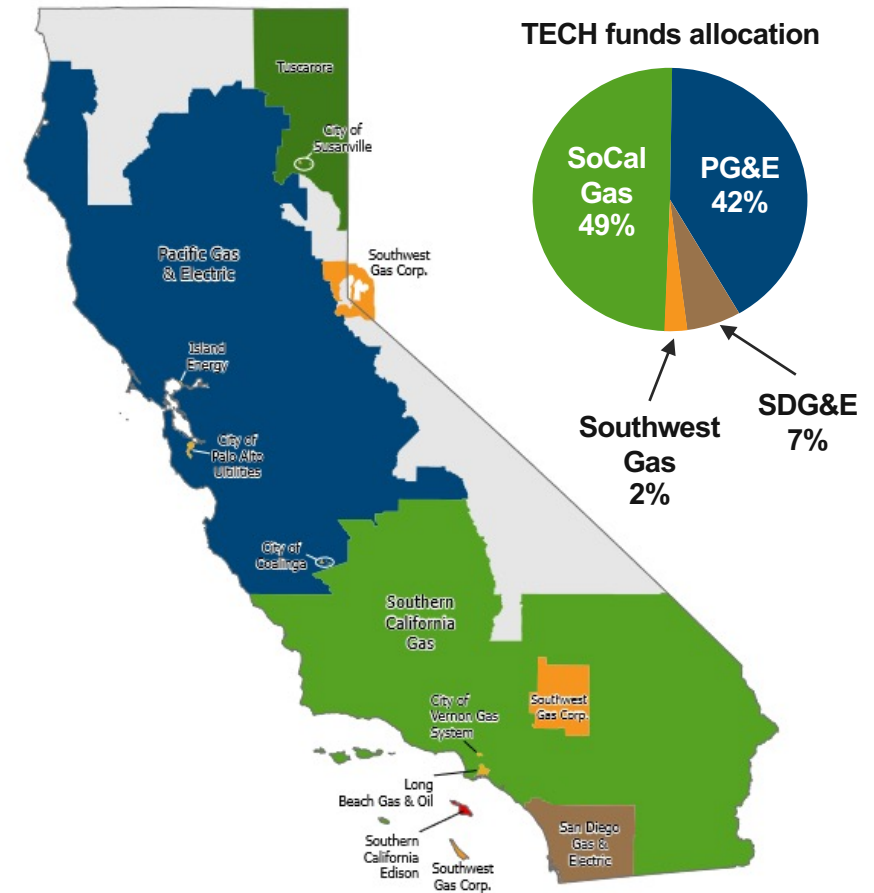 TECH funds allocation
SoCal
Gas
49%
PG&E
42%
Southwest
Gas
2%
SDG&E
7%
Tuscarora
City of
Susanville
Pacific Gas
& Electric
Southwest
Gas Corp.
Island
Energy
City of
Palo Alto
Ultilities
City of
Coalinga
Southern
California
Gas
Southwest
Gas Corp.
City of
Vernon Gas
System
Long
Beach Gas & Oil
Southern
California
Edison
Southwest
Gas Corp.
San Diego
Gas &
Electric